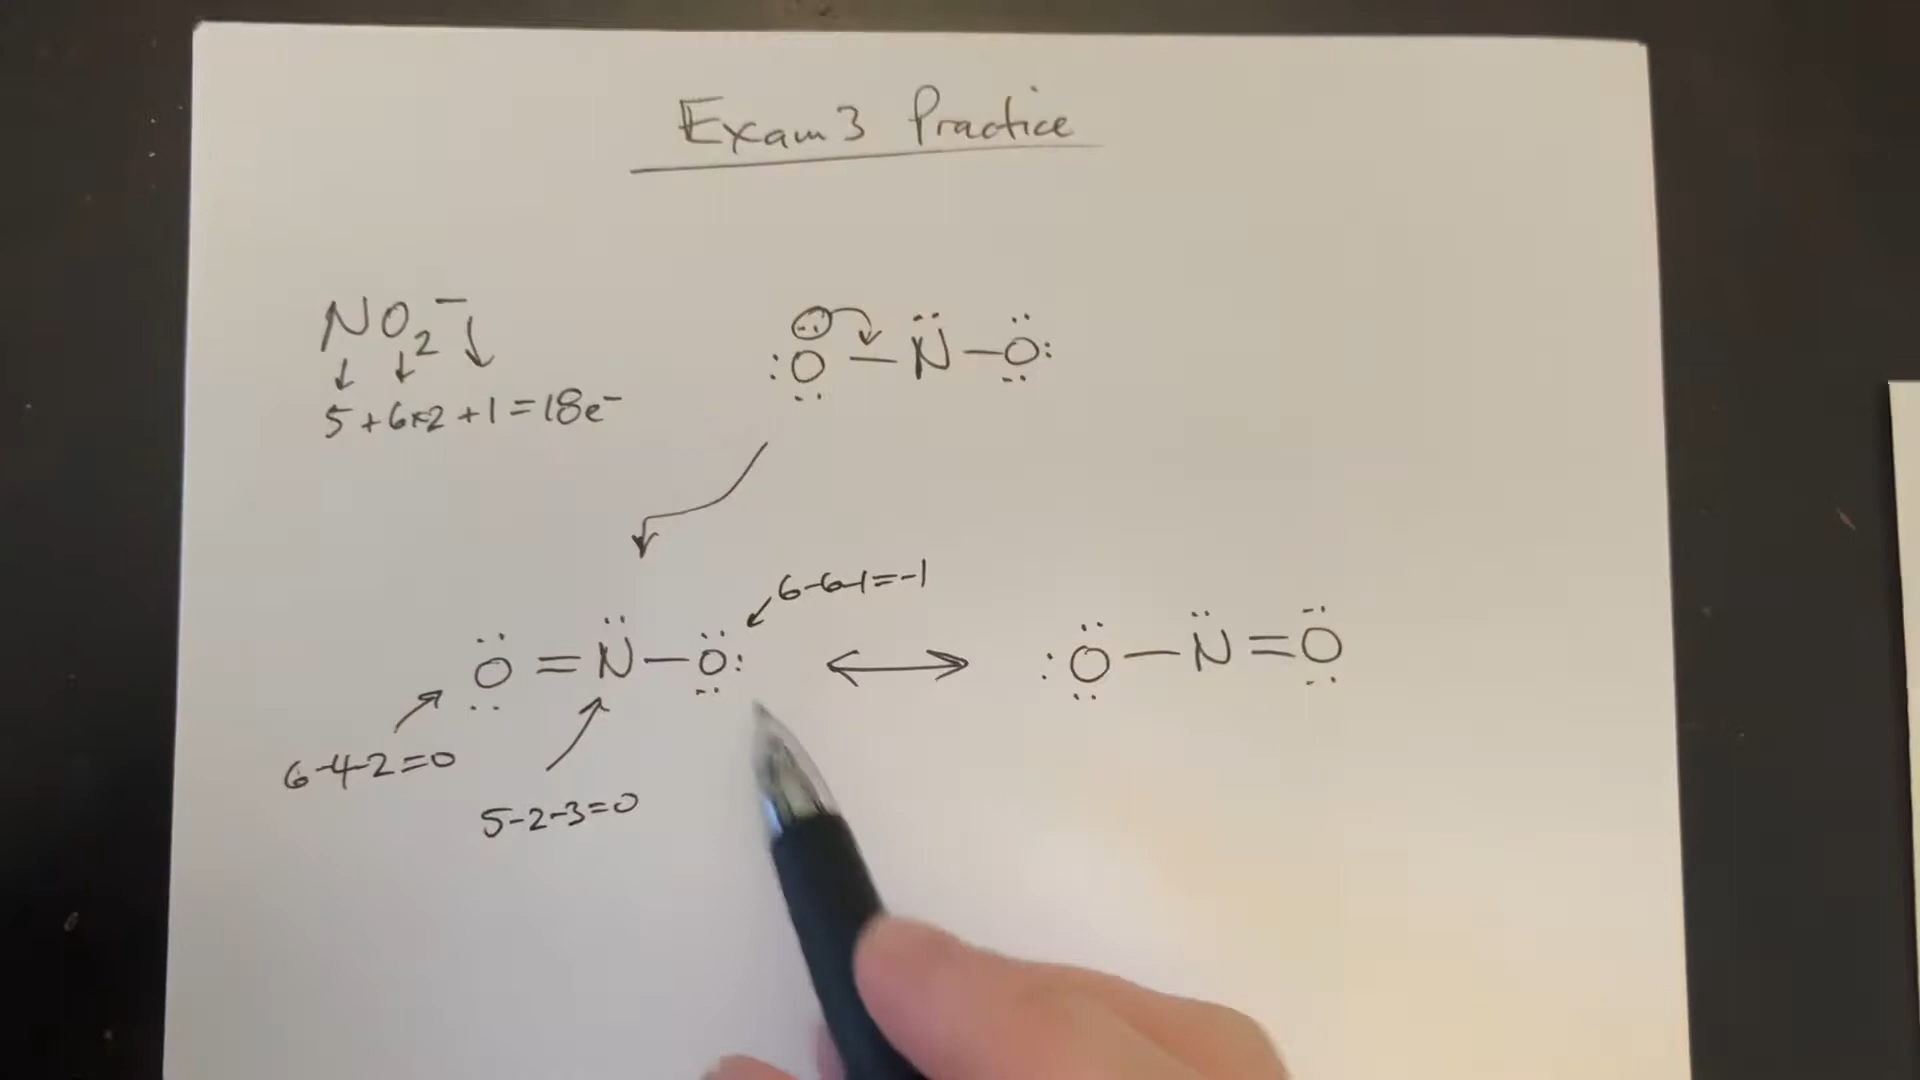 Exam 3 Practice
NO₂⁻
5+6×2+1=18e⁻
:O—N—O:
6-6-1=-1
O=N—O: ⟷ :O—N=O
6-4-2=0
5-2-3=0